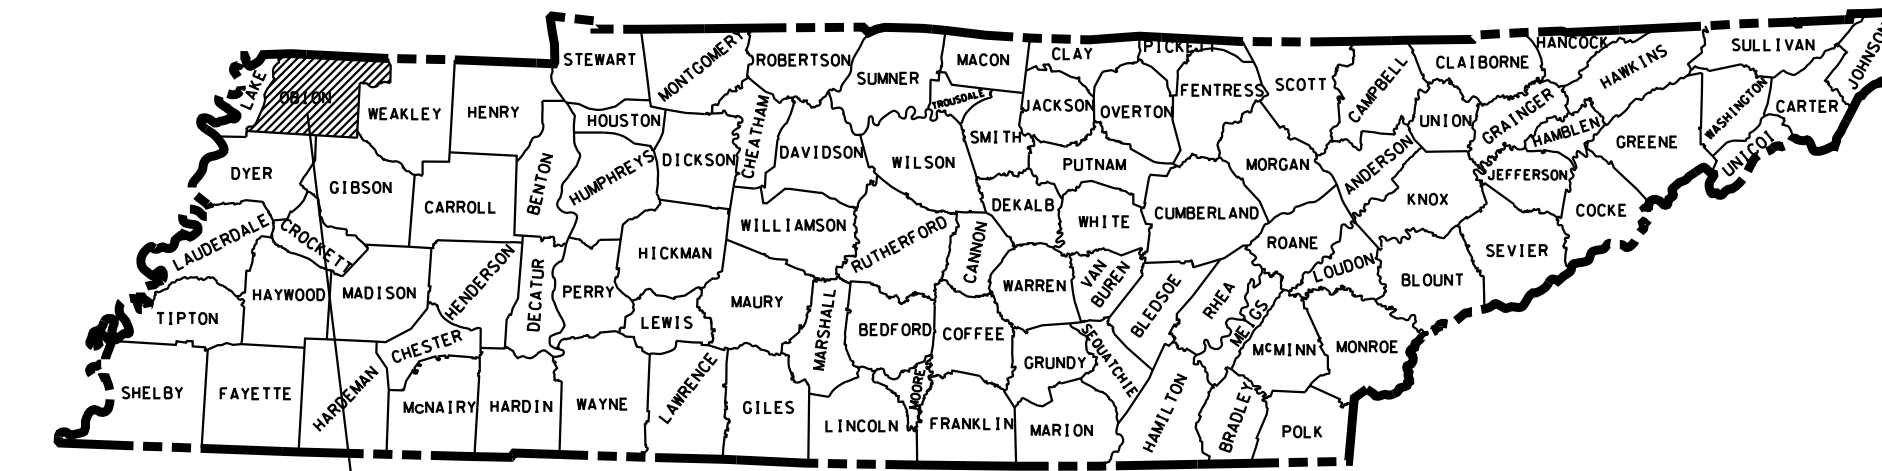 STEWART
MONTGOMERY
ROBERTSON
SUMNER
MACON
CLAY
PICKETT
FENTRESS
SCOTT
CAMPBELL
CLAIBORNE
HANCOCK
HAWKINS
SULLIVAN
JOHNSON
LAKE
OBION
WEAKLEY
HENRY
HOUSTON
CHEATHAM
TROUSDALE
SMITH
JACKSON
OVERTON
UNION
GRAINGER
HAMBLEN
GREENE
WASHINGTON
CARTER
UNICOI
DYER
GIBSON
CARROLL
BENTON
HUMPHREYS
DICKSON
DAVIDSON
WILSON
PUTNAM
MORGAN
ANDERSON
KNOX
JEFFERSON
COCKE
LAUDERDALE
CROCKETT
WILLIAMSON
RUTHERFORD
CANNON
DEKALB
WHITE
CUMBERLAND
ROANE
SEVIER
HAYWOOD
MADISON
HENDERSON
DECATUR
PERRY
HICKMAN
MAURY
WARREN
VAN
BUREN
BLEDSOE
RHEA
MEIGS
LOUDON
BLOUNT
TIPTON
CHESTER
LEWIS
MARSHALL
BEDFORD
COFFEE
GRUNDY
SEQUATCHIE
McMINN
MONROE
SHELBY
FAYETTE
HARDEMAN
McNAIRY
HARDIN
WAYNE
LAWRENCE
GILES
LINCOLN
MOORE
FRANKLIN
MARION
HAMILTON
BRADLEY
POLK